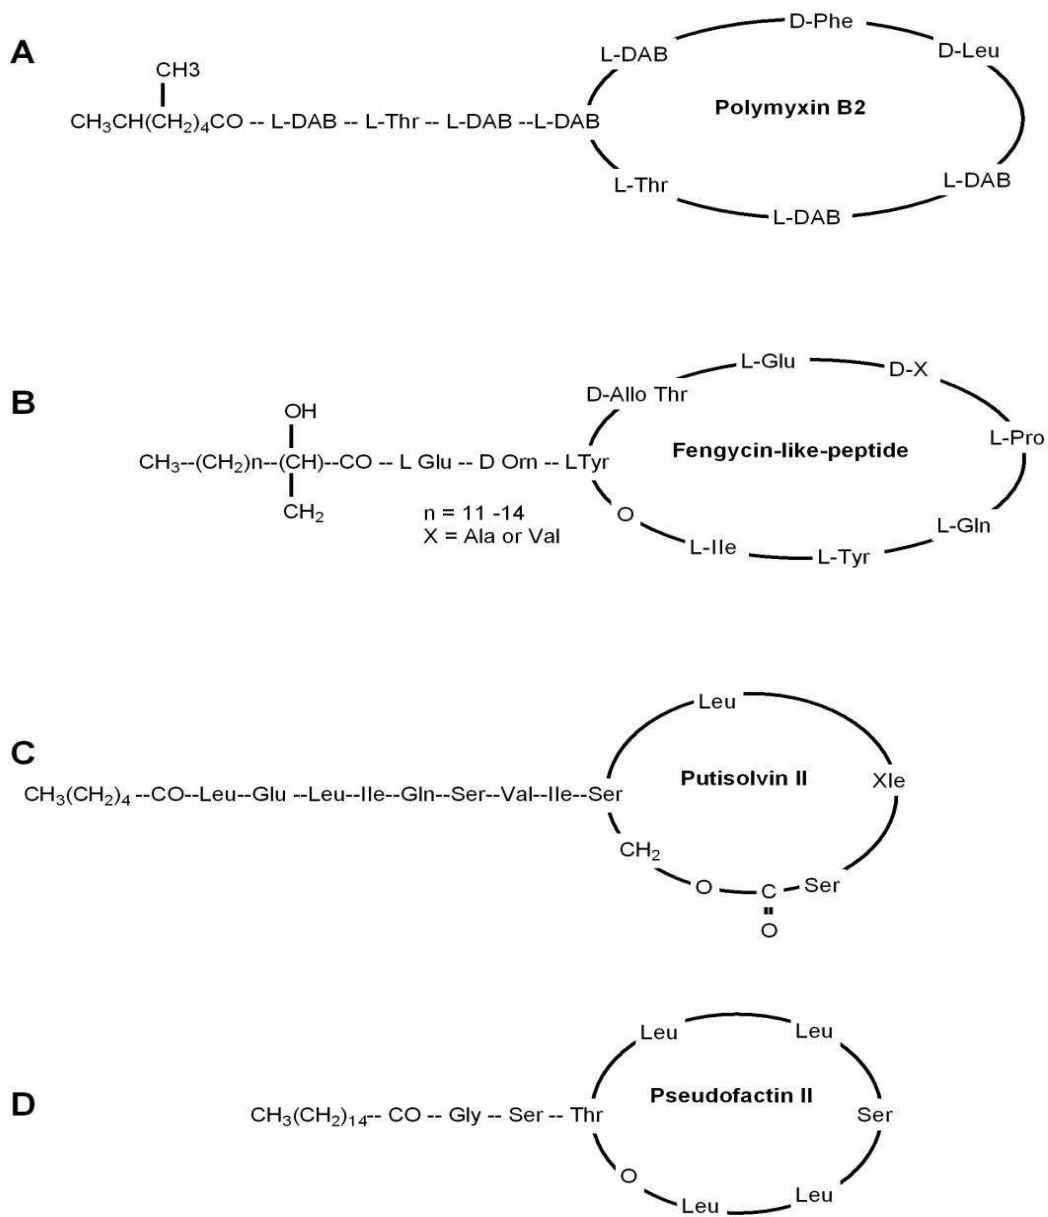 A
CH3
CH₃CH(CH₂)₄CO -- L-DAB -- L-Thr -- L-DAB --L-DAB
L-DAB
D-Phe
D-Leu
Polymyxin B2
L-Thr
L-DAB
L-DAB
B
OH
CH₃--(CH₂)n--(CH)--CO -- L Glu -- D Orn -- LTyr
CH₂
n = 11 -14
X = Ala or Val
D-Allo Thr
L-Glu
D-X
L-Pro
Fengycin-like-peptide
O
L-Ile
L-Tyr
L-Gln
C
CH₃(CH₂)₄ --CO--Leu--Glu --Leu--Ile--Gln--Ser--Val--Ile--Ser
Leu
Putisolvin II
Xle
CH₂
O
C
Ser
O
D
CH₃(CH₂)₁₄-- CO -- Gly -- Ser -- Thr
Leu
Leu
Pseudofactin II
Ser
O
Leu
Leu